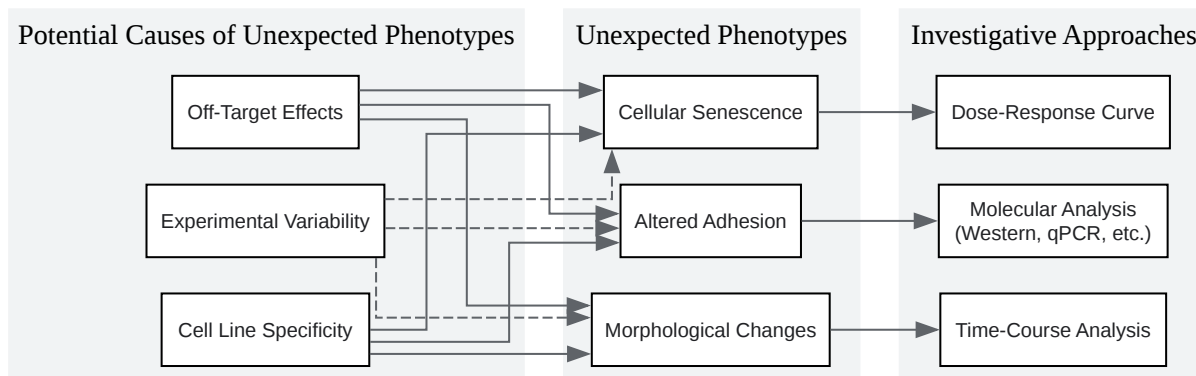 Potential Causes of Unexpected Phenotypes
Unexpected Phenotypes
Investigative Approaches
Off-Target Effects
Cellular Senescence
Dose-Response Curve
Experimental Variability
Altered Adhesion
Molecular Analysis
(Western, qPCR, etc.)
Cell Line Specificity
Morphological Changes
Time-Course Analysis